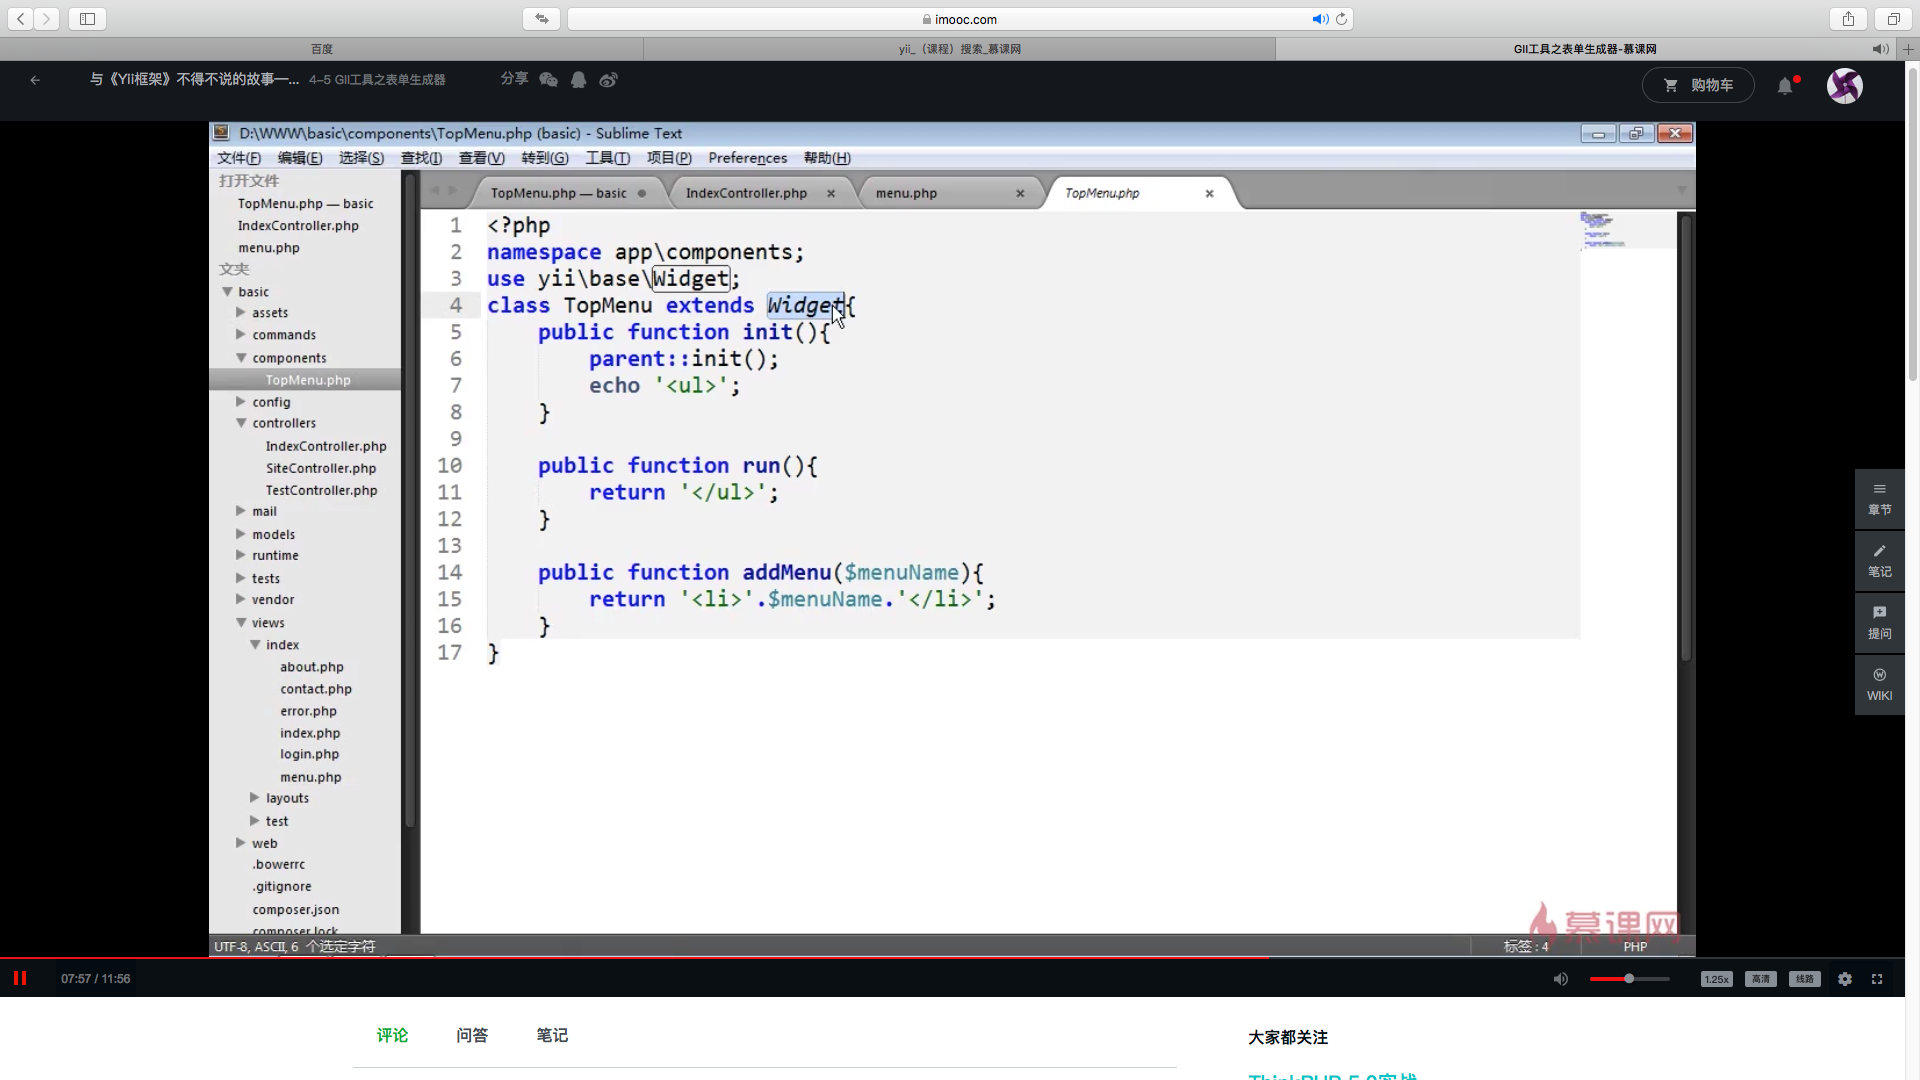 imooc.com
百度
yii_（课程）搜索_慕课网
GII工具之表单生成器-慕课网
与《Yii框架》不得不说的故事—...
4–5 GII工具之表单生成器
分享
购物车
D:\WWW\basic\components\TopMenu.php (basic) - Sublime Text
文件(F) 编辑(E) 选择(S) 查找(I) 查看(V) 转到(G) 工具(T) 项目(P) Preferences 帮助(H)
打开文件
TopMenu.php — basic
IndexController.php
menu.php
文夹
basic
assets
commands
components
TopMenu.php
config
controllers
IndexController.php
SiteController.php
TestController.php
mail
models
runtime
tests
vendor
views
index
about.php
contact.php
error.php
index.php
login.php
menu.php
layouts
test
web
.bowerrc
.gitignore
composer.json
composer.lock
TopMenu.php — basic
IndexController.php
menu.php
TopMenu.php
1 <?php
2 namespace app\components;
3 use yii\base\Widget;
4 class TopMenu extends Widget{
5 public function init(){
6 parent::init();
7 echo '<ul>';
8 }
9
10 public function run(){
11 return '</ul>';
12 }
13
14 public function addMenu($menuName){
15 return '<li>'.$menuName.'</li>';
16 }
17 }
慕课网
UTF-8, ASCII, 6 个选定字符
标签：4
PHP
章节
笔记
提问
WIKI
07:57 / 11:56
1.25x
高清
线路
评论
问答
笔记
大家都关注
ThinkPHP 5.0实战